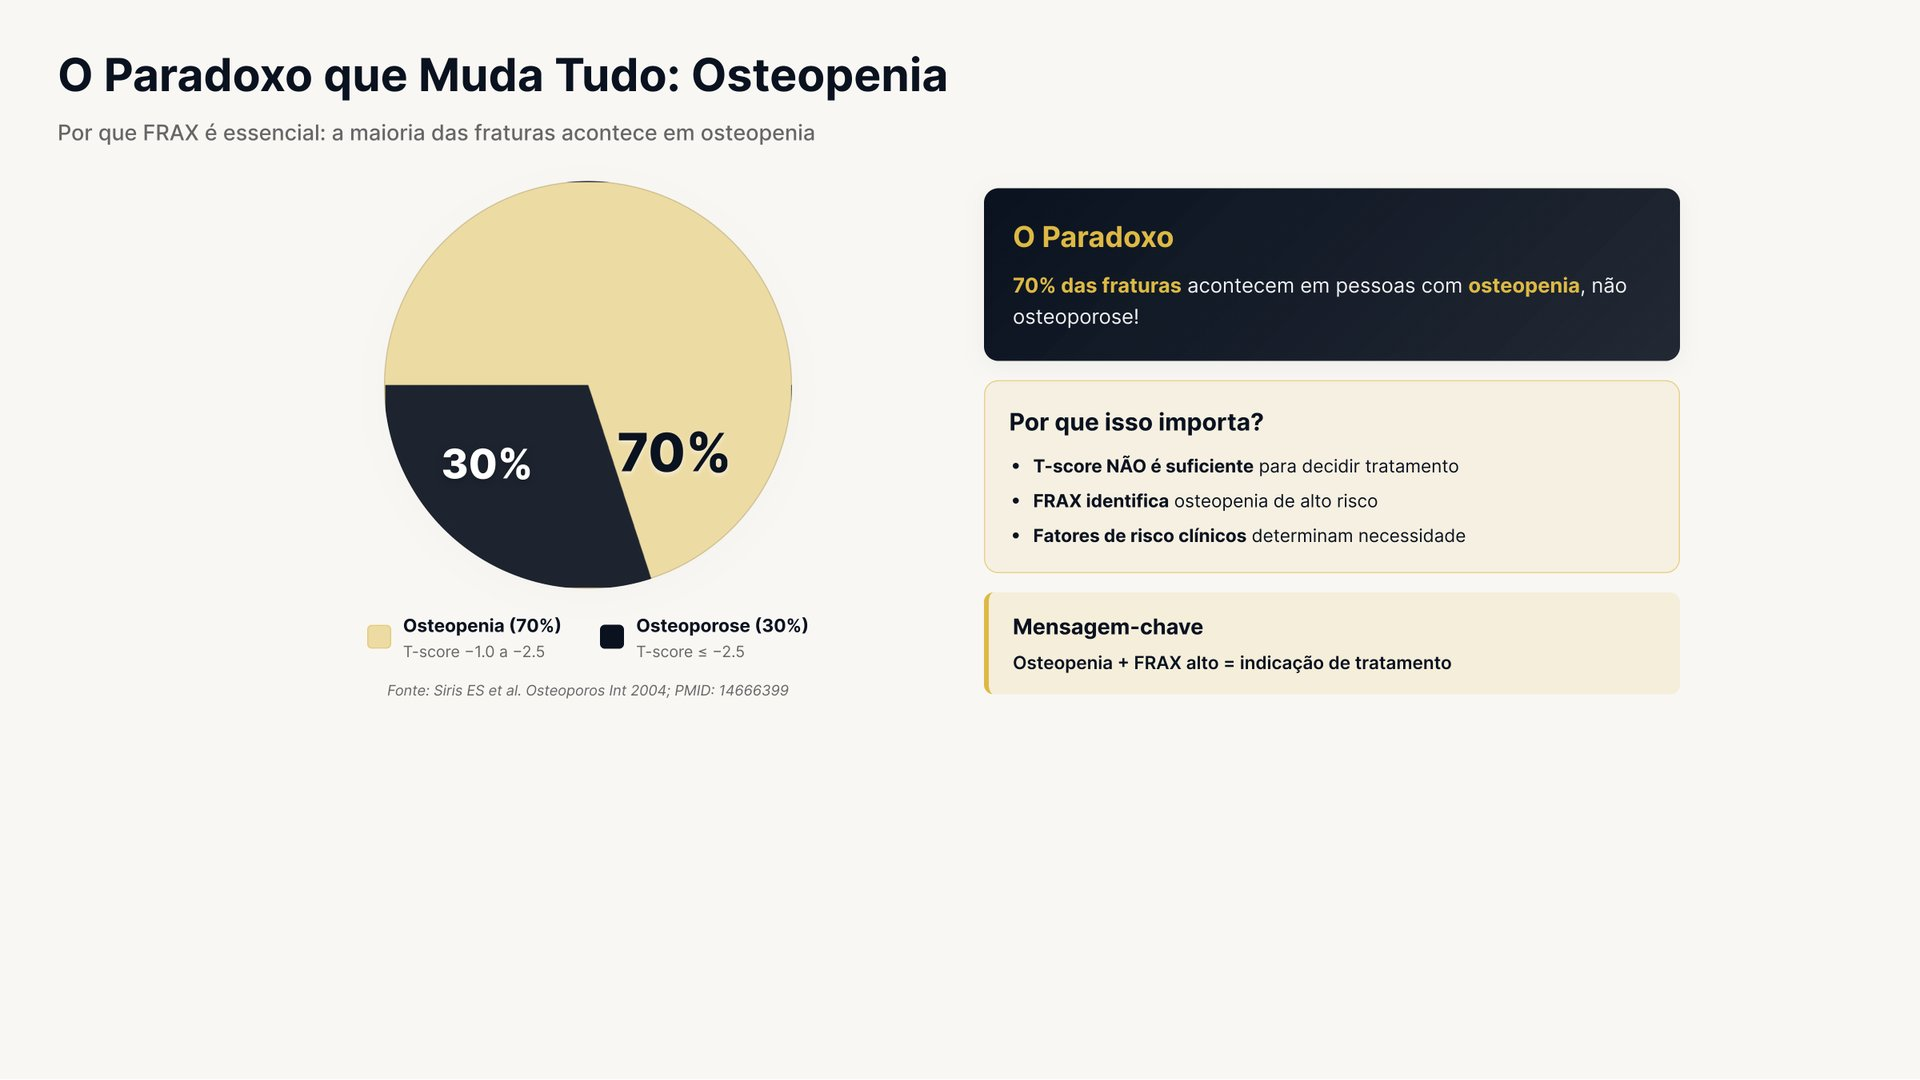 O Paradoxo que Muda Tudo: Osteopenia
Por que FRAX é essencial: a maioria das fraturas acontece em osteopenia
30%
70%
Osteopenia (70%)
T-score −1.0 a −2.5
Osteoporose (30%)
T-score ≤ −2.5
Fonte: Siris ES et al. Osteoporos Int 2004; PMID: 14666399
O Paradoxo
70% das fraturas acontecem em pessoas com osteopenia, não
osteoporose!
Por que isso importa?
• T-score NÃO é suficiente para decidir tratamento
• FRAX identifica osteopenia de alto risco
• Fatores de risco clínicos determinam necessidade
Mensagem-chave
Osteopenia + FRAX alto = indicação de tratamento